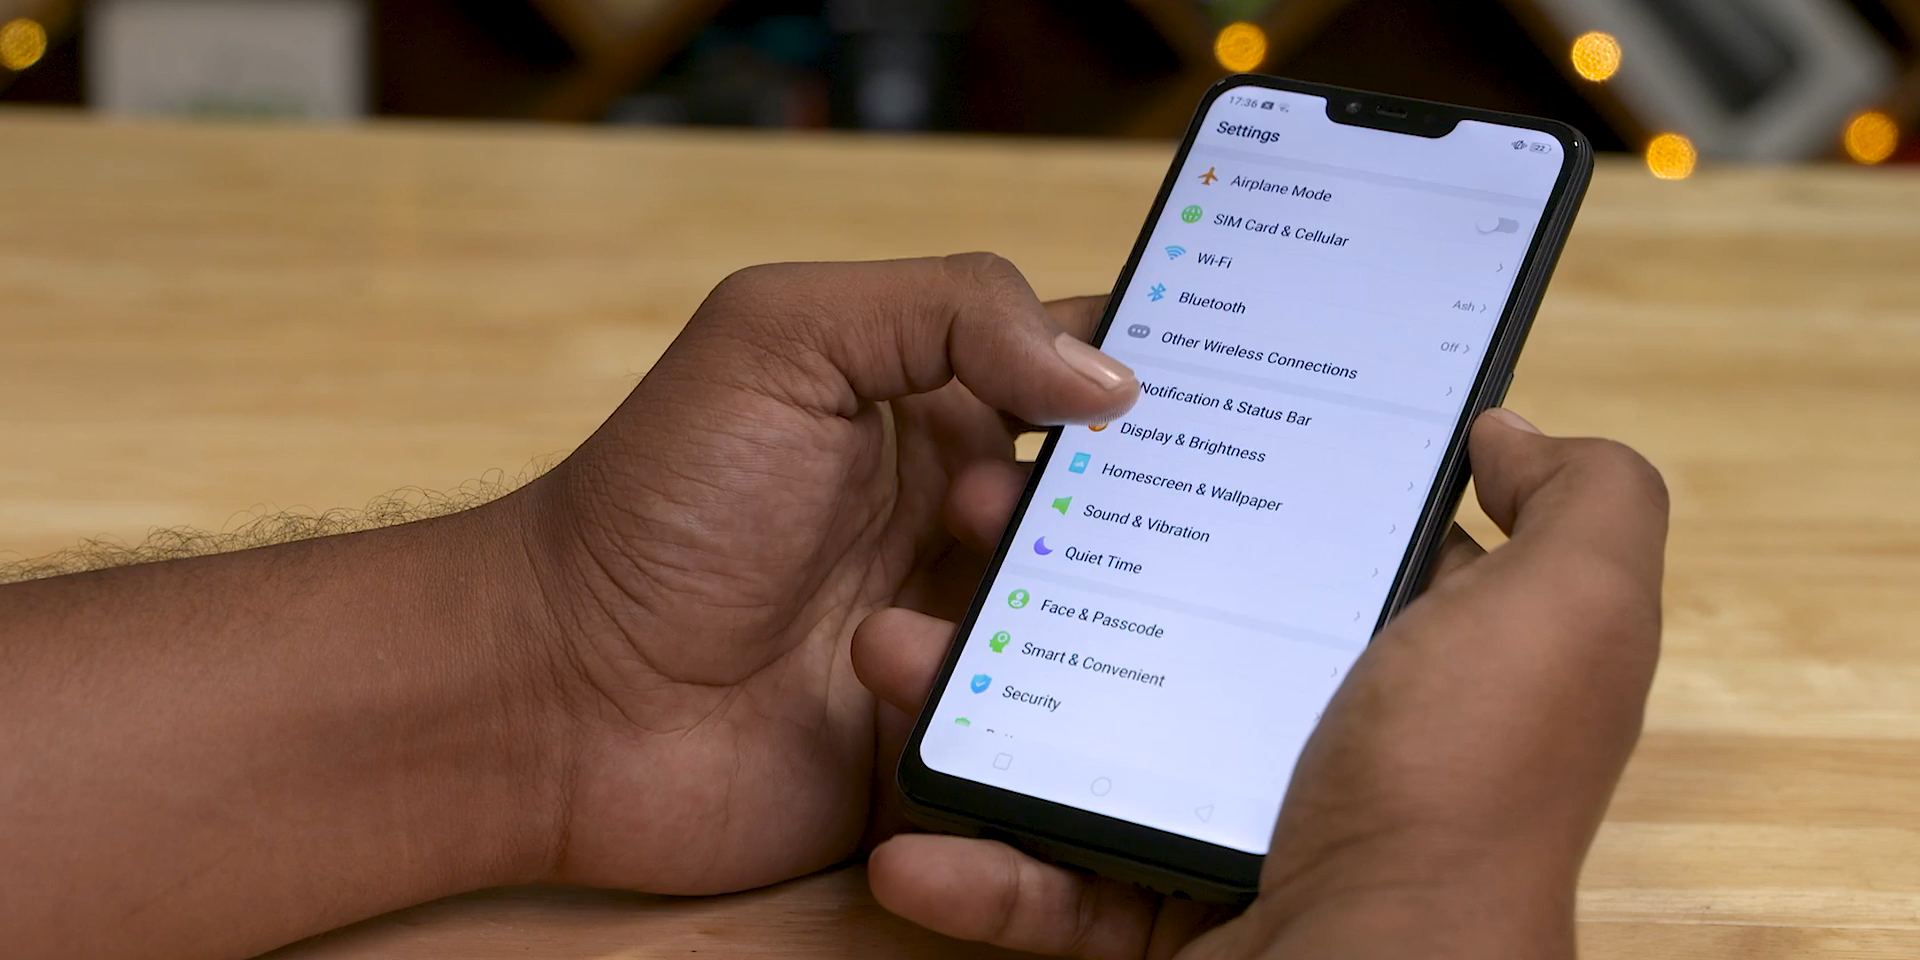 17:36
22
Settings
Airplane Mode
SIM Card & Cellular
Wi-Fi
Ash
Bluetooth
Off
Other Wireless Connections
Notification & Status Bar
Display & Brightness
Homescreen & Wallpaper
Sound & Vibration
Quiet Time
Face & Passcode
Smart & Convenient
Security